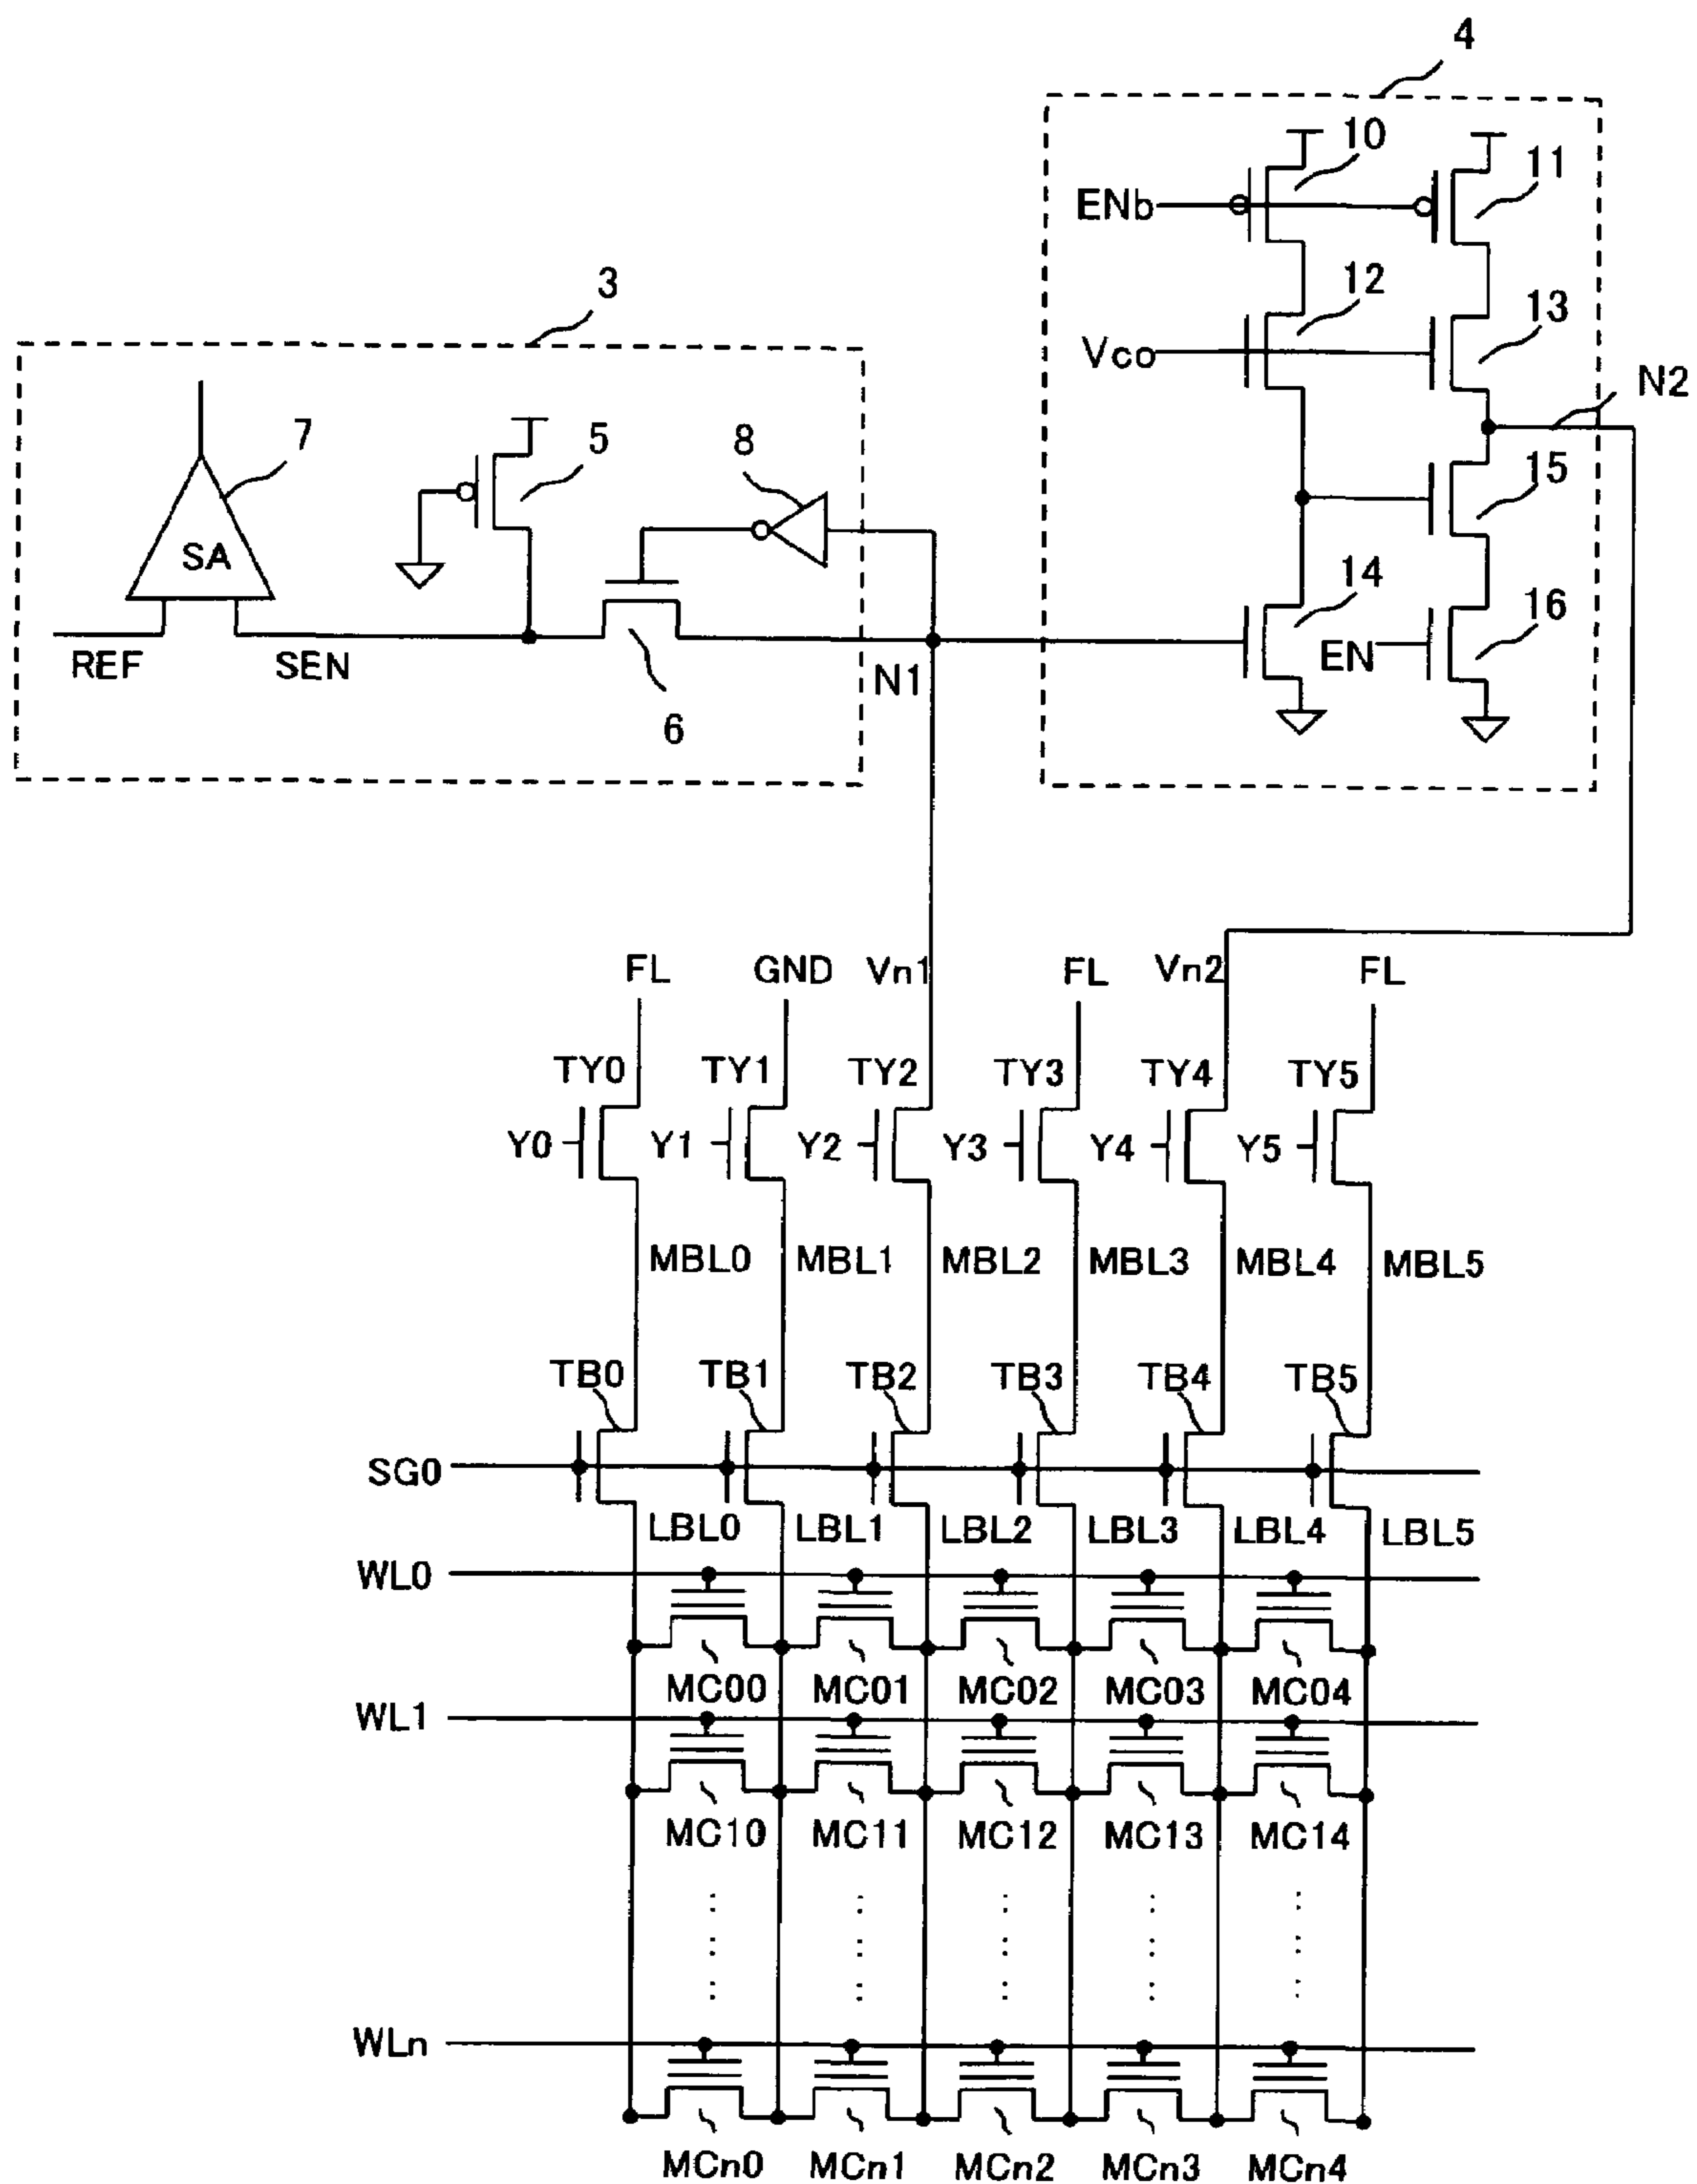 4
10
11
ENb
3
12
13
Vco
N2
7
5
8
15
SA
14
16
EN
REF
SEN
N1
6
FL
GND
Vn1
FL
Vn2
FL
TY0
TY1
TY2
TY3
TY4
TY5
Y0
Y1
Y2
Y3
Y4
Y5
MBL0
MBL1
MBL2
MBL3
MBL4
MBL5
TB0
TB1
TB2
TB3
TB4
TB5
SG0
LBL0
LBL1
LBL2
LBL3
LBL4
LBL5
WL0
MC00
MC01
MC02
MC03
MC04
WL1
MC10
MC11
MC12
MC13
MC14
WLn
MCn0
MCn1
MCn2
MCn3
MCn4